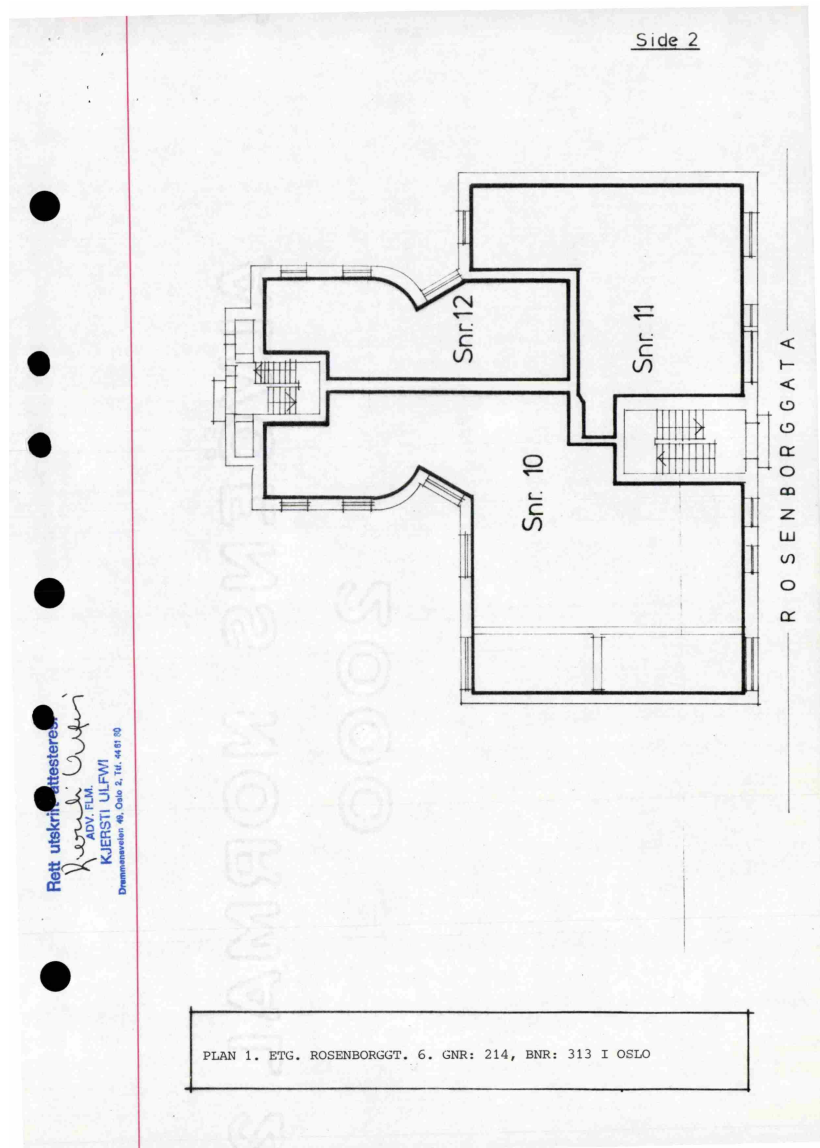 Side 2
Snr. 12
Snr. 11
Snr. 10
ROSENBORGGATA
Rett utskrift attesteres:
ADV. FLM.
KJERSTI ULFWI
Drammensveien 49, Oslo 2, Tlf. 44 61 80
PLAN 1. ETG. ROSENBORGGT. 6. GNR: 214, BNR: 313 I OSLO